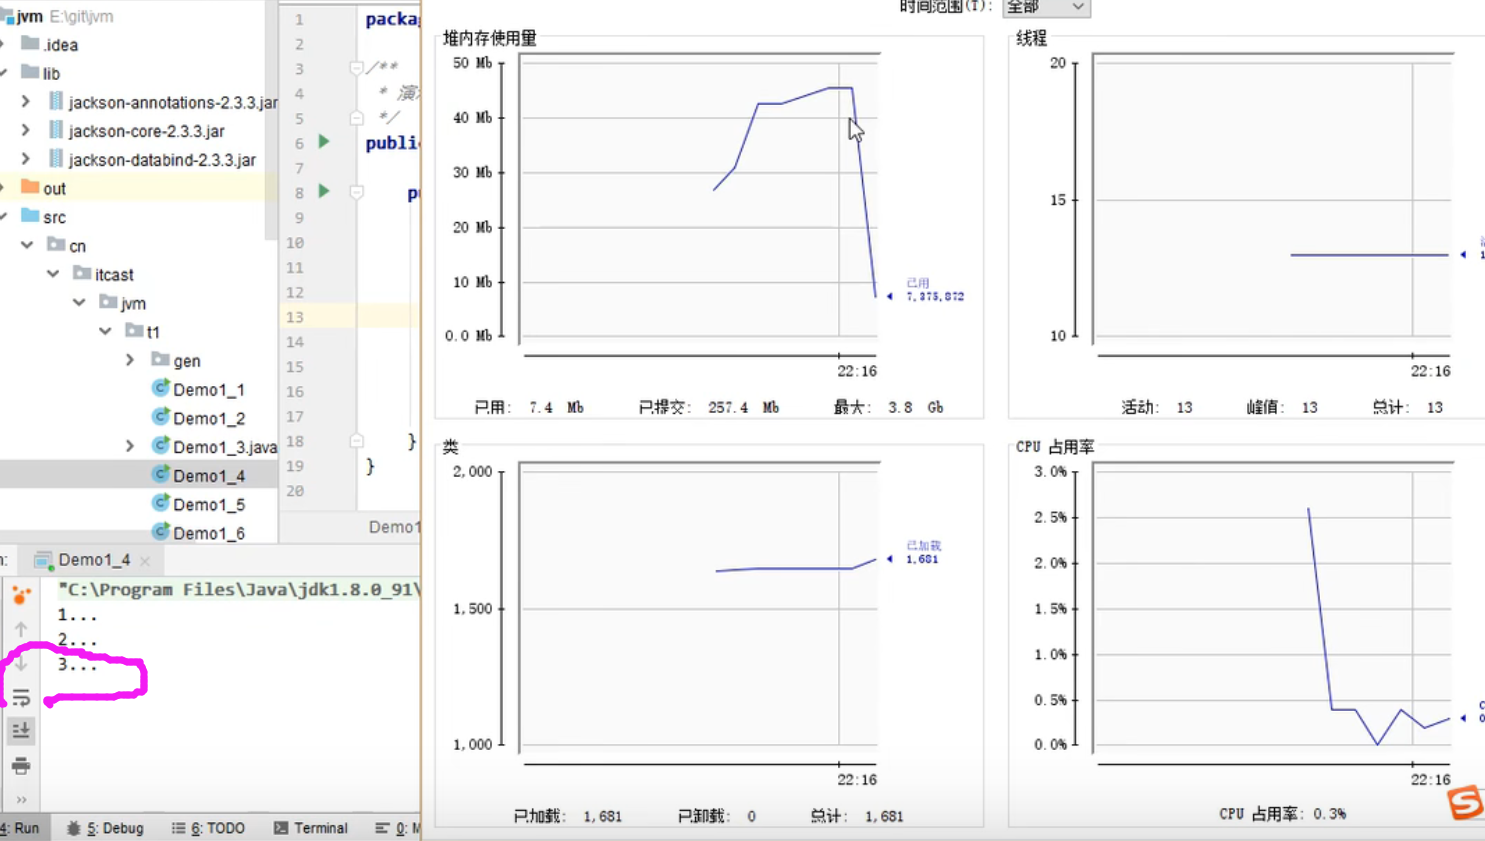 jvm E:\git\jvm
.idea
lib
jackson-annotations-2.3.3.jar
jackson-core-2.3.3.jar
jackson-databind-2.3.3.jar
out
src
cn
itcast
jvm
t1
gen
Demo1_1
Demo1_2
Demo1_3.java
Demo1_4
Demo1_5
Demo1_6
1
2
3 /**
4 *
5 */
6
7
8
9
10
11
12
13
14
15
16
17
18 }
19 }
20
Demo1_4
"C:\Program Files\Java\jdk1.8.0_91\
1...
2...
3...
4: Run 5: Debug 6: TODO Terminal
时间范围(T): 全部
堆内存使用量
50 Mb
40 Mb
30 Mb
20 Mb
10 Mb
0.0 Mb
已用
7,375,872
22:16
已用: 7.4 Mb 已提交: 257.4 Mb 最大: 3.8 Gb
线程
20
15
10
22:16
活动: 13 峰值: 13 总计: 13
类
2,000
1,500
1,000
已加载
1,681
22:16
已加载: 1,681 已卸载: 0 总计: 1,681
CPU 占用率
3.0%
2.5%
2.0%
1.5%
1.0%
0.5%
0.0%
22:16
CPU 占用率: 0.3%